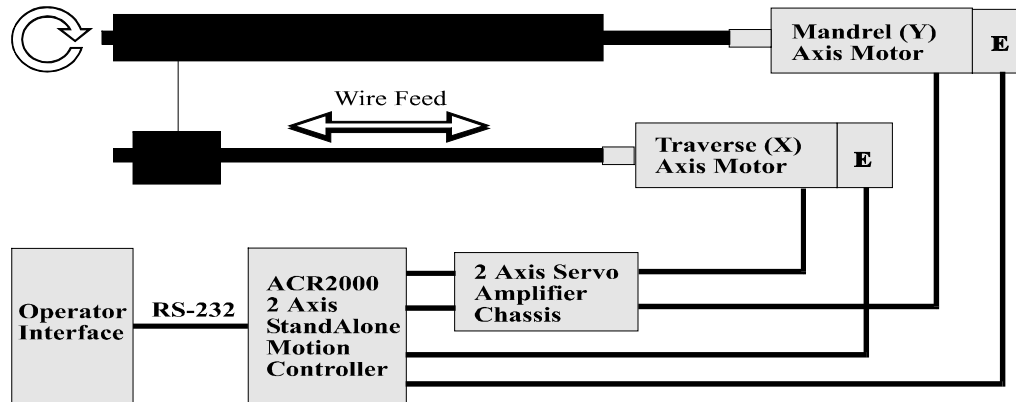 Mandrel (Y)
Axis Motor
E
Wire Feed
Traverse (X)
Axis Motor
E
Operator
Interface
RS-232
ACR2000
2 Axis
StandAlone
Motion
Controller
2 Axis Servo
Amplifier
Chassis